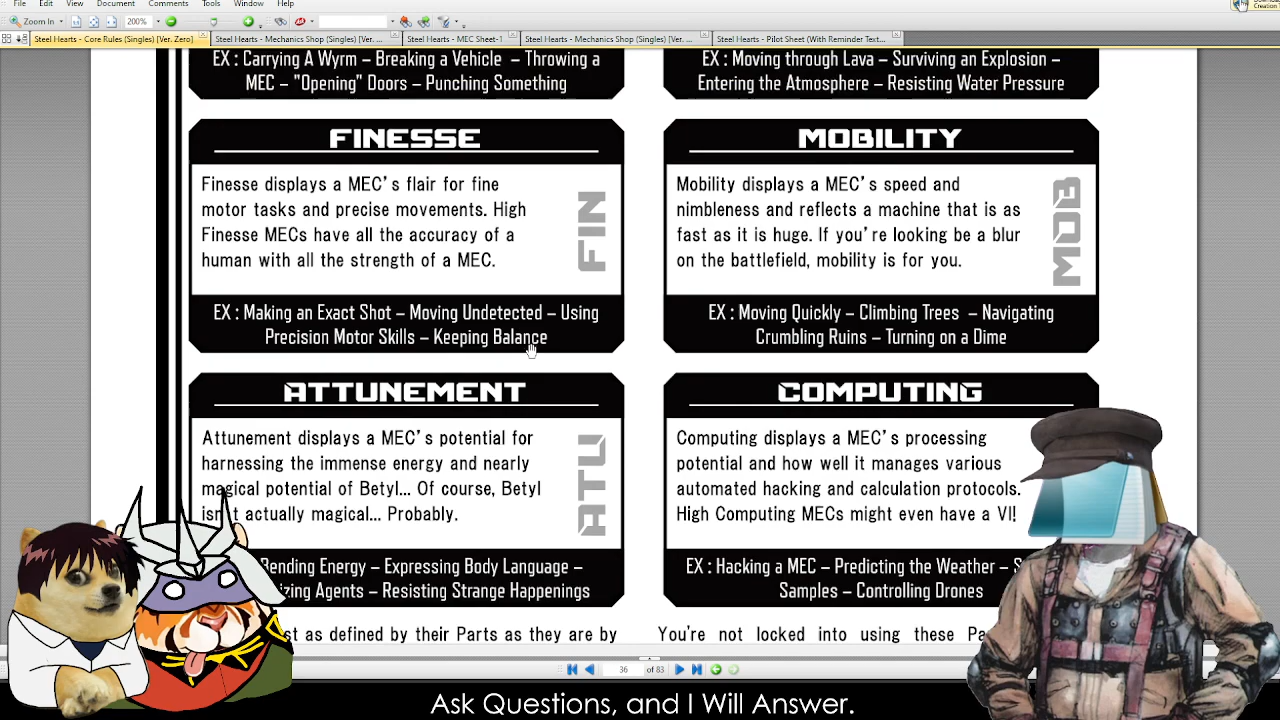 File Edit View Document Comments Tools Window Help
Zoom In 200%
Creation
Steel Hearts - Core Rules (Singles) [Ver. Zero] Steel Hearts - Mechanics Shop (Singles) [Ver. ... Steel Hearts - MEC Sheet-1 Steel Hearts - Mechanics Shop (Singles) [Ver. ... Steel Hearts - Pilot Sheet (With Reminder Text...
EX : Carrying A Wyrm – Breaking a Vehicle – Throwing a
MEC – "Opening" Doors – Punching Something
EX : Moving through Lava – Surviving an Explosion –
Entering the Atmosphere – Resisting Water Pressure
FINESSE
Finesse displays a MEC's flair for fine
motor tasks and precise movements. High
Finesse MECs have all the accuracy of a
human with all the strength of a MEC.
FIN
EX : Making an Exact Shot – Moving Undetected – Using
Precision Motor Skills – Keeping Balance
MOBILITY
Mobility displays a MEC's speed and
nimbleness and reflects a machine that is as
fast as it is huge. If you're looking be a blur
on the battlefield, mobility is for you.
MOB
EX : Moving Quickly – Climbing Trees – Navigating
Crumbling Ruins – Turning on a Dime
ATTUNEMENT
Attunement displays a MEC's potential for
harnessing the immense energy and nearly
magical potential of Betyl... Of course, Betyl
isn't actually magical... Probably.
ATU
Bending Energy – Expressing Body Language –
Agents – Resisting Strange Happenings
COMPUTING
Computing displays a MEC's processing
potential and how well it manages various
automated hacking and calculation protocols.
High Computing MECs might even have a VI!
EX : Hacking a MEC – Predicting the Weather –
Samples – Controlling Drones
as defined by their Parts as they are by
You're not locked into using these
36 of 83
Ask Questions, and I Will Answer.